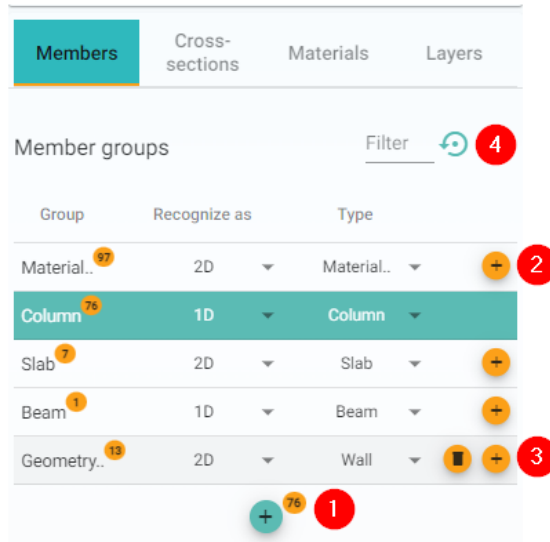 Members
Cross-
sections
Materials
Layers
Member groups
Filter
4
Group Recognize as Type
Material.. 97 2D Material.. + 2
Column 76 1D Column
Slab 7 2D Slab +
Beam 1 1D Beam +
Geometry.. 13 2D Wall + 3
+ 76 1